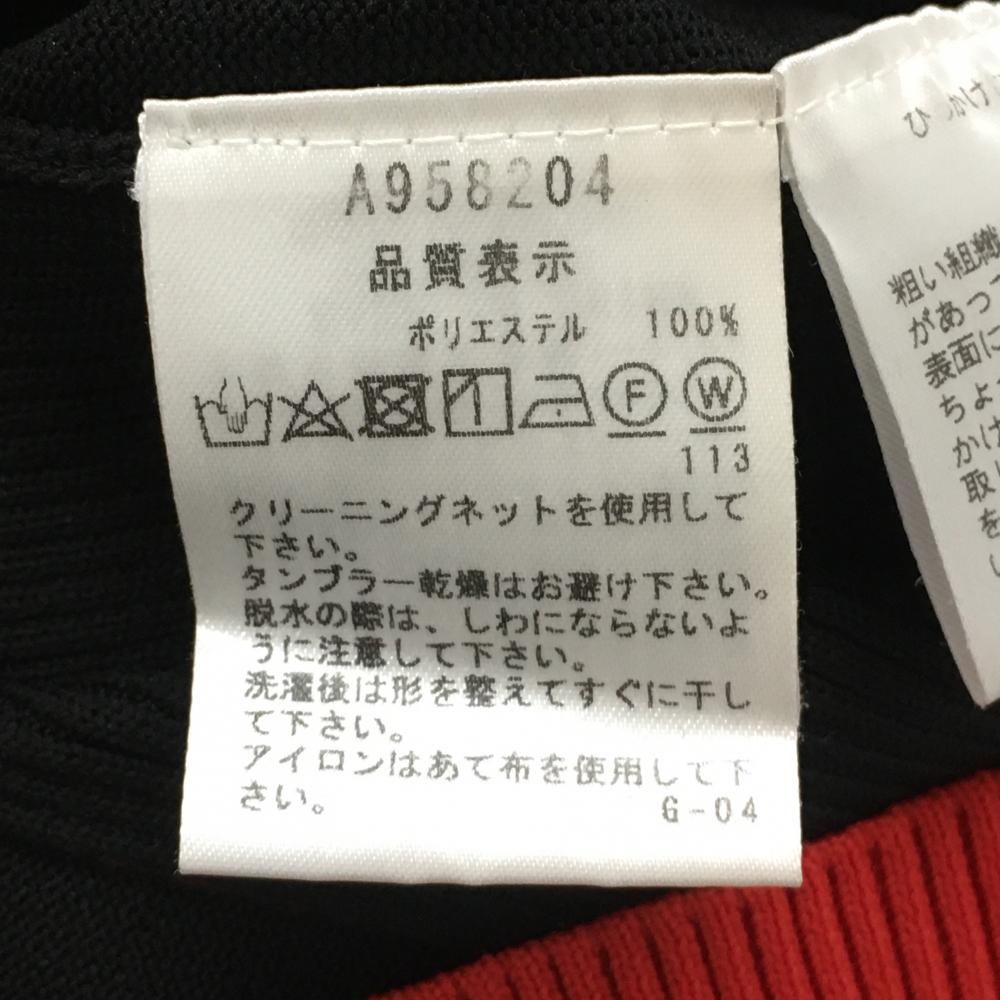 A958204
品質表示
ポリエステル 100%
F W
113
クリーニングネットを使用して
下さい。
タンブラー乾燥はお避け下さい。
脱水の際は、しわにならないよ
うに注意して下さい。
洗濯後は形を整えてすぐに干し
て下さい。
アイロンはあて布を使用して下
さい。
G-04
粗い組織
があって
表面に
ちょ
かけ
取り
を